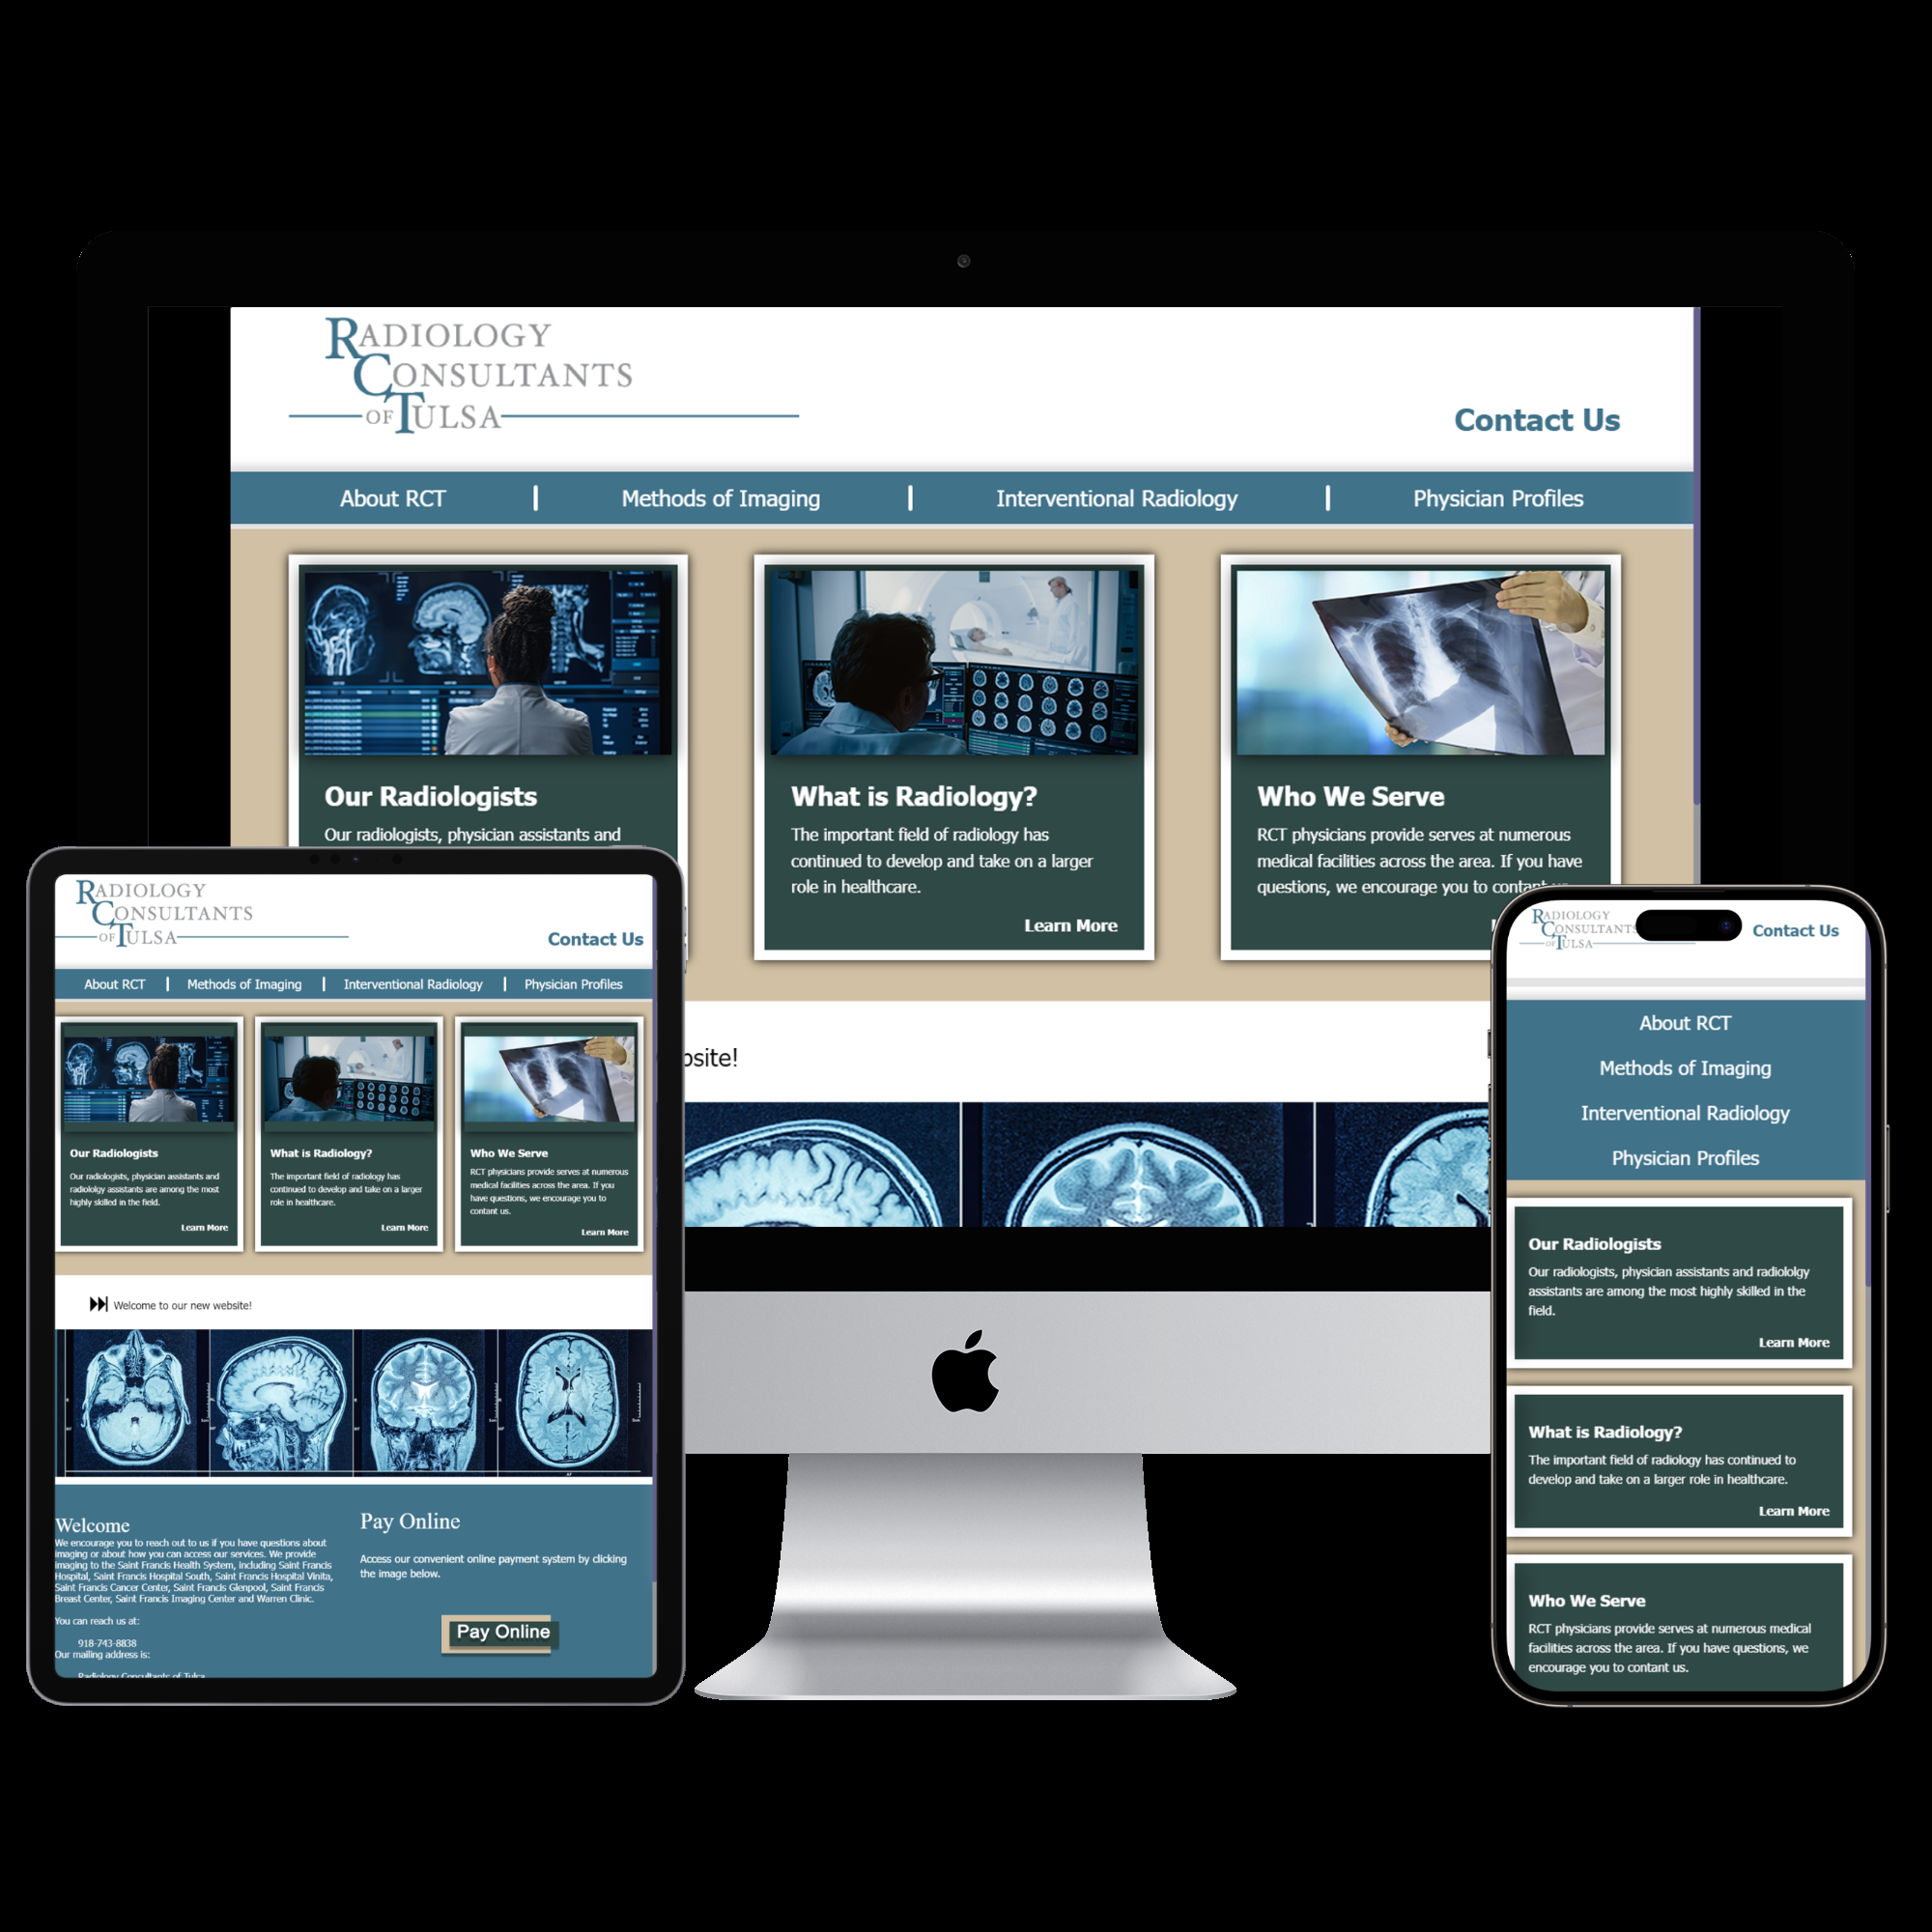 RADIOLOGY
CONSULTANTS
OF TULSA
Contact Us
About RCT
Methods of Imaging
Interventional Radiology
Physician Profiles
Our Radiologists
Our radiologists, physician assistants and
What is Radiology?
The important field of radiology has
continued to develop and take on a larger
role in healthcare.
Learn More
Who We Serve
RCT physicians provide serves at numerous
medical facilities across the area. If you have
questions, we encourage you to contant
RADIOLOGY
CONSULTANTS
OF TULSA
Contact Us
About RCT
Methods of Imaging
Interventional Radiology
Physician Profiles
Our Radiologists
Our radiologists, physician assistants and
radiololgy assistants are among the most
highly skilled in the field.
Learn More
What is Radiology?
The important field of radiology has
continued to develop and take on a larger
role in healthcare.
Learn More
Who We Serve
RCT physicians provide serves at numerous
medical facilities across the area. If you
have questions, we encourage you to
contant us.
Learn More
Welcome to our new website!
Welcome
We encourage you to reach out to us if you have questions about
imaging or about how you can access our services. We provide
imaging to the Saint Francis Health System, including Saint Francis
Hospital, Saint Francis Hospital South, Saint Francis Hospital Vinita,
Saint Francis Cancer Center, Saint Francis Glenpool, Saint Francis
Breast Center, Saint Francis Imaging Center and Warren Clinic.
You can reach us at:
918-743-8838
Our mailing address is:
Radiology Consultants of Tulsa
Pay Online
Access our convenient online payment system by clicking
the image below.
Pay Online
RADIOLOGY
CONSULTANTS
OF TULSA
Contact Us
About RCT
Methods of Imaging
Interventional Radiology
Physician Profiles
Our Radiologists
Our radiologists, physician assistants and radiololgy
assistants are among the most highly skilled in the
field.
Learn More
What is Radiology?
The important field of radiology has continued to
develop and take on a larger role in healthcare.
Learn More
Who We Serve
RCT physicians provide serves at numerous medical
facilities across the area. If you have questions, we
encourage you to contant us.